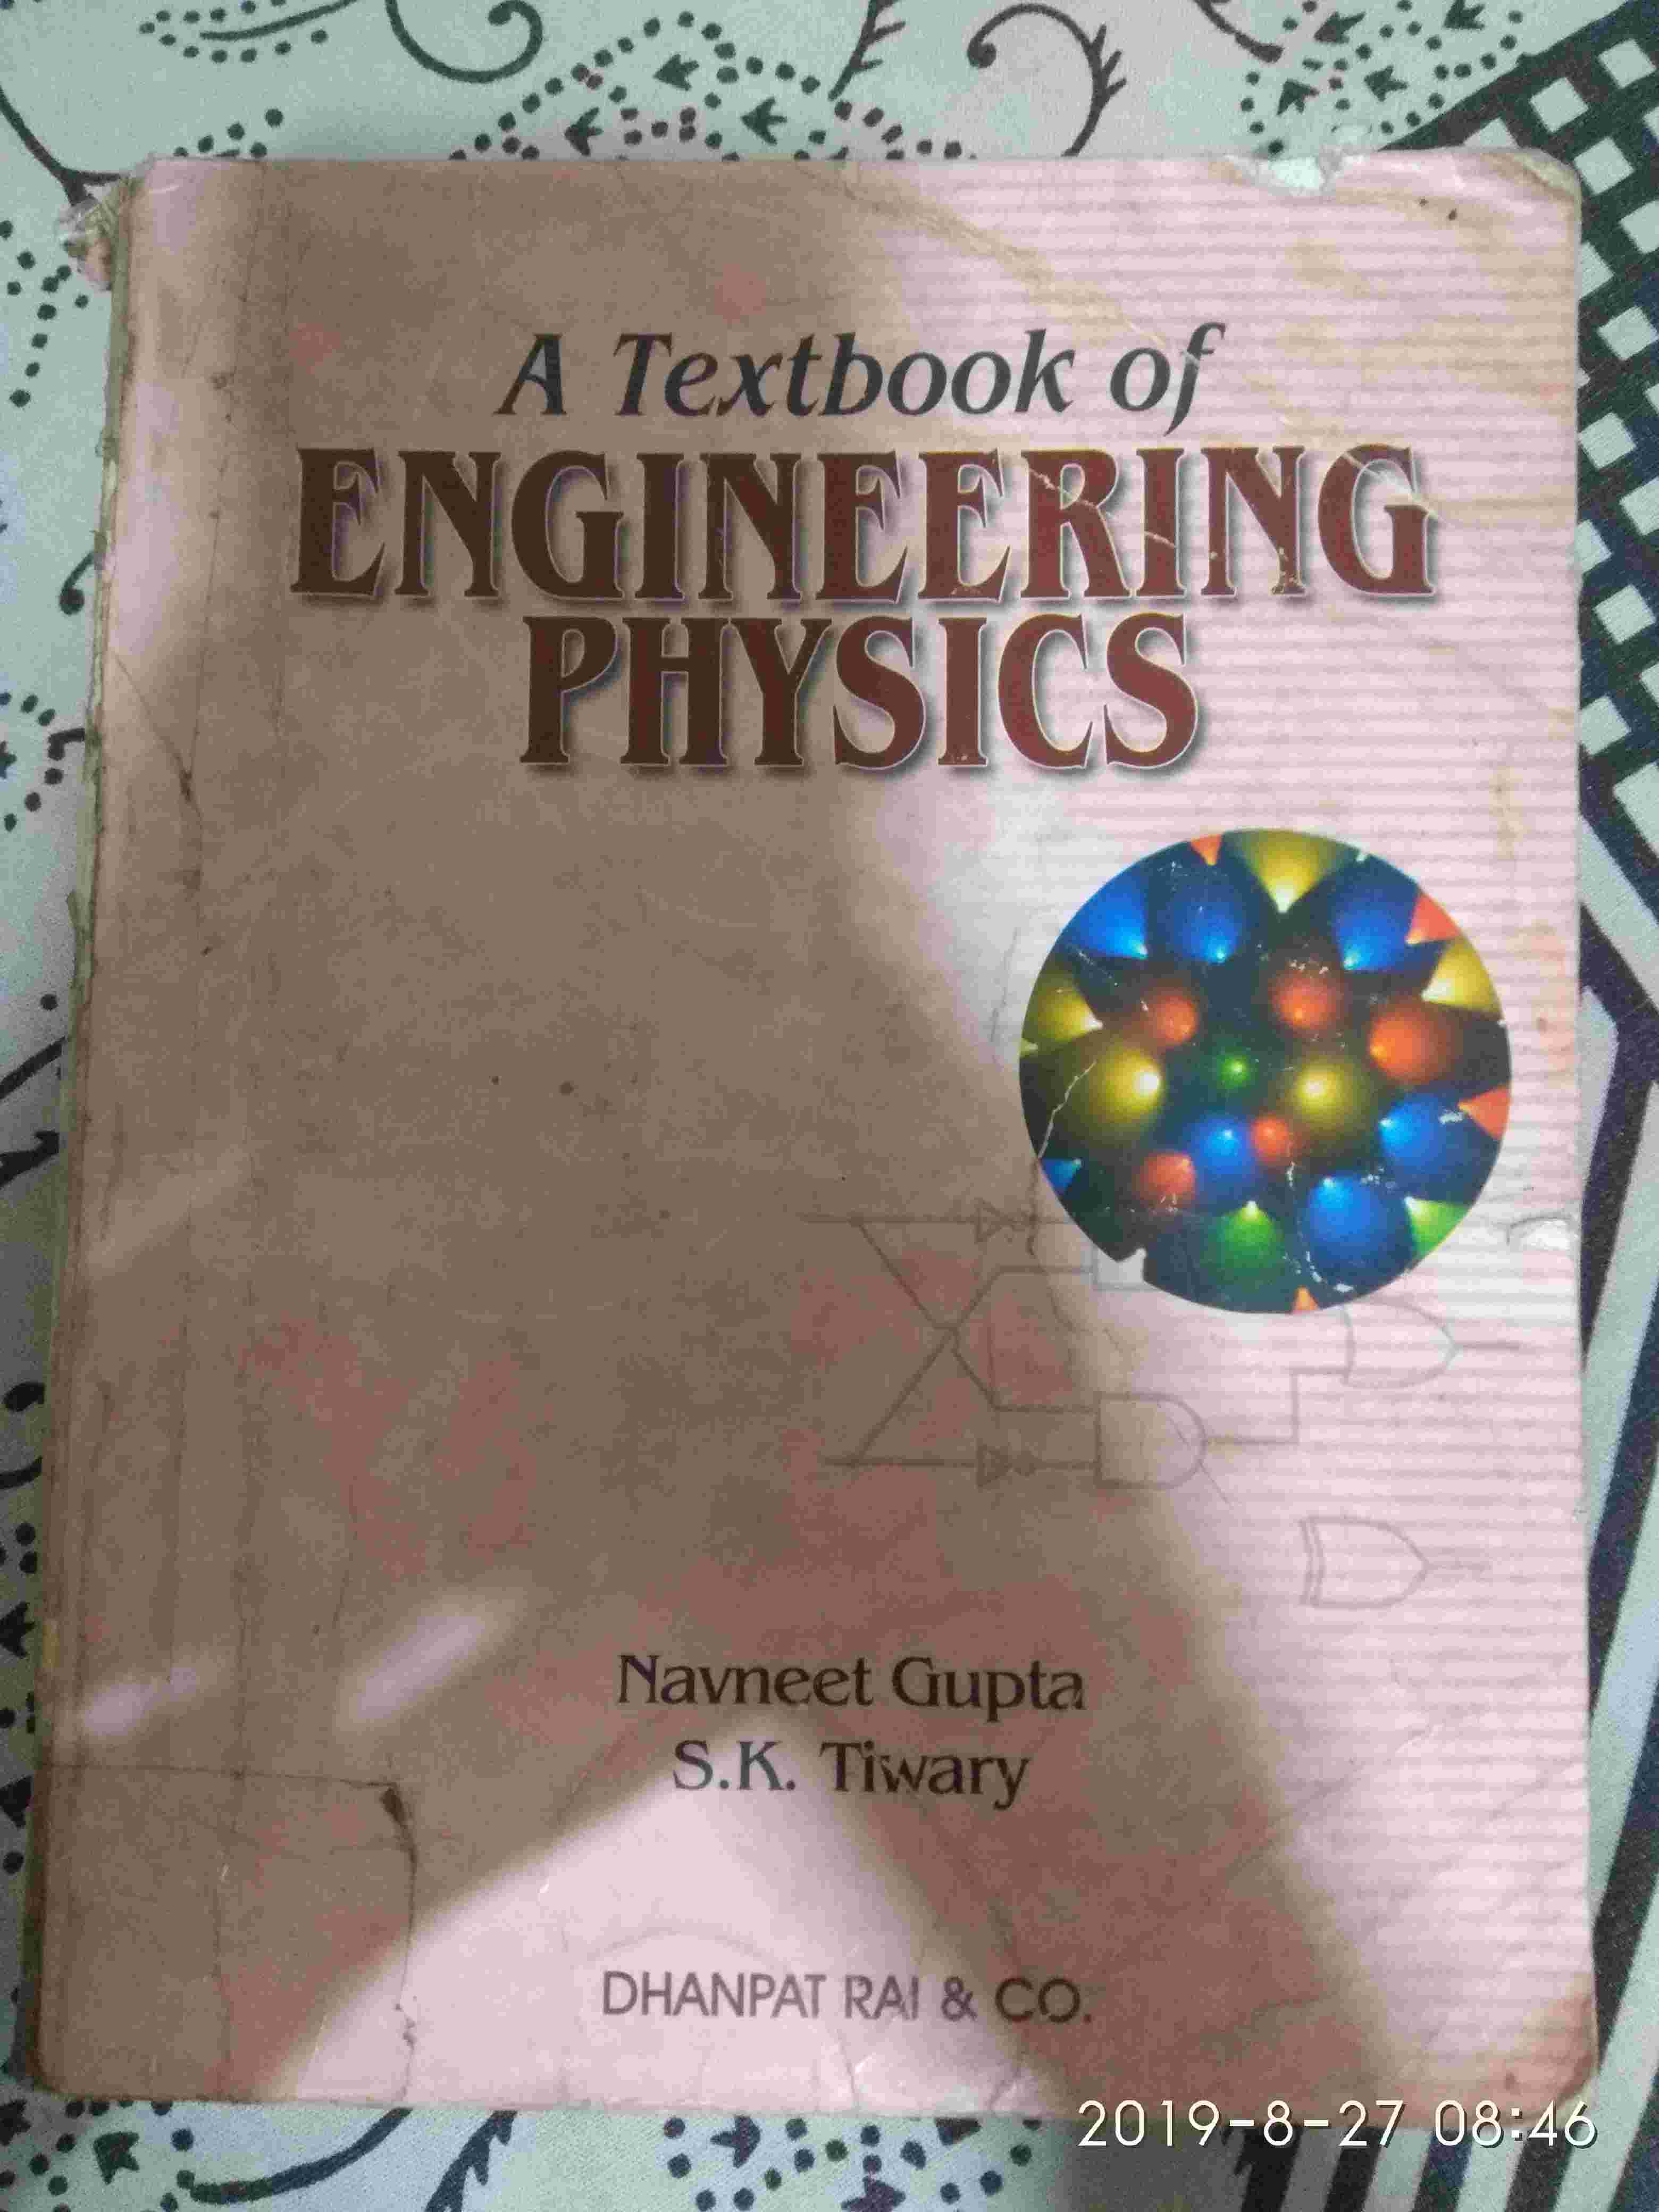 A Textbook of
ENGINEERING
PHYSICS
Navneet Gupta
S.K. Tiwary
DHANPAT RAI & CO.
2019-8-27 08:46